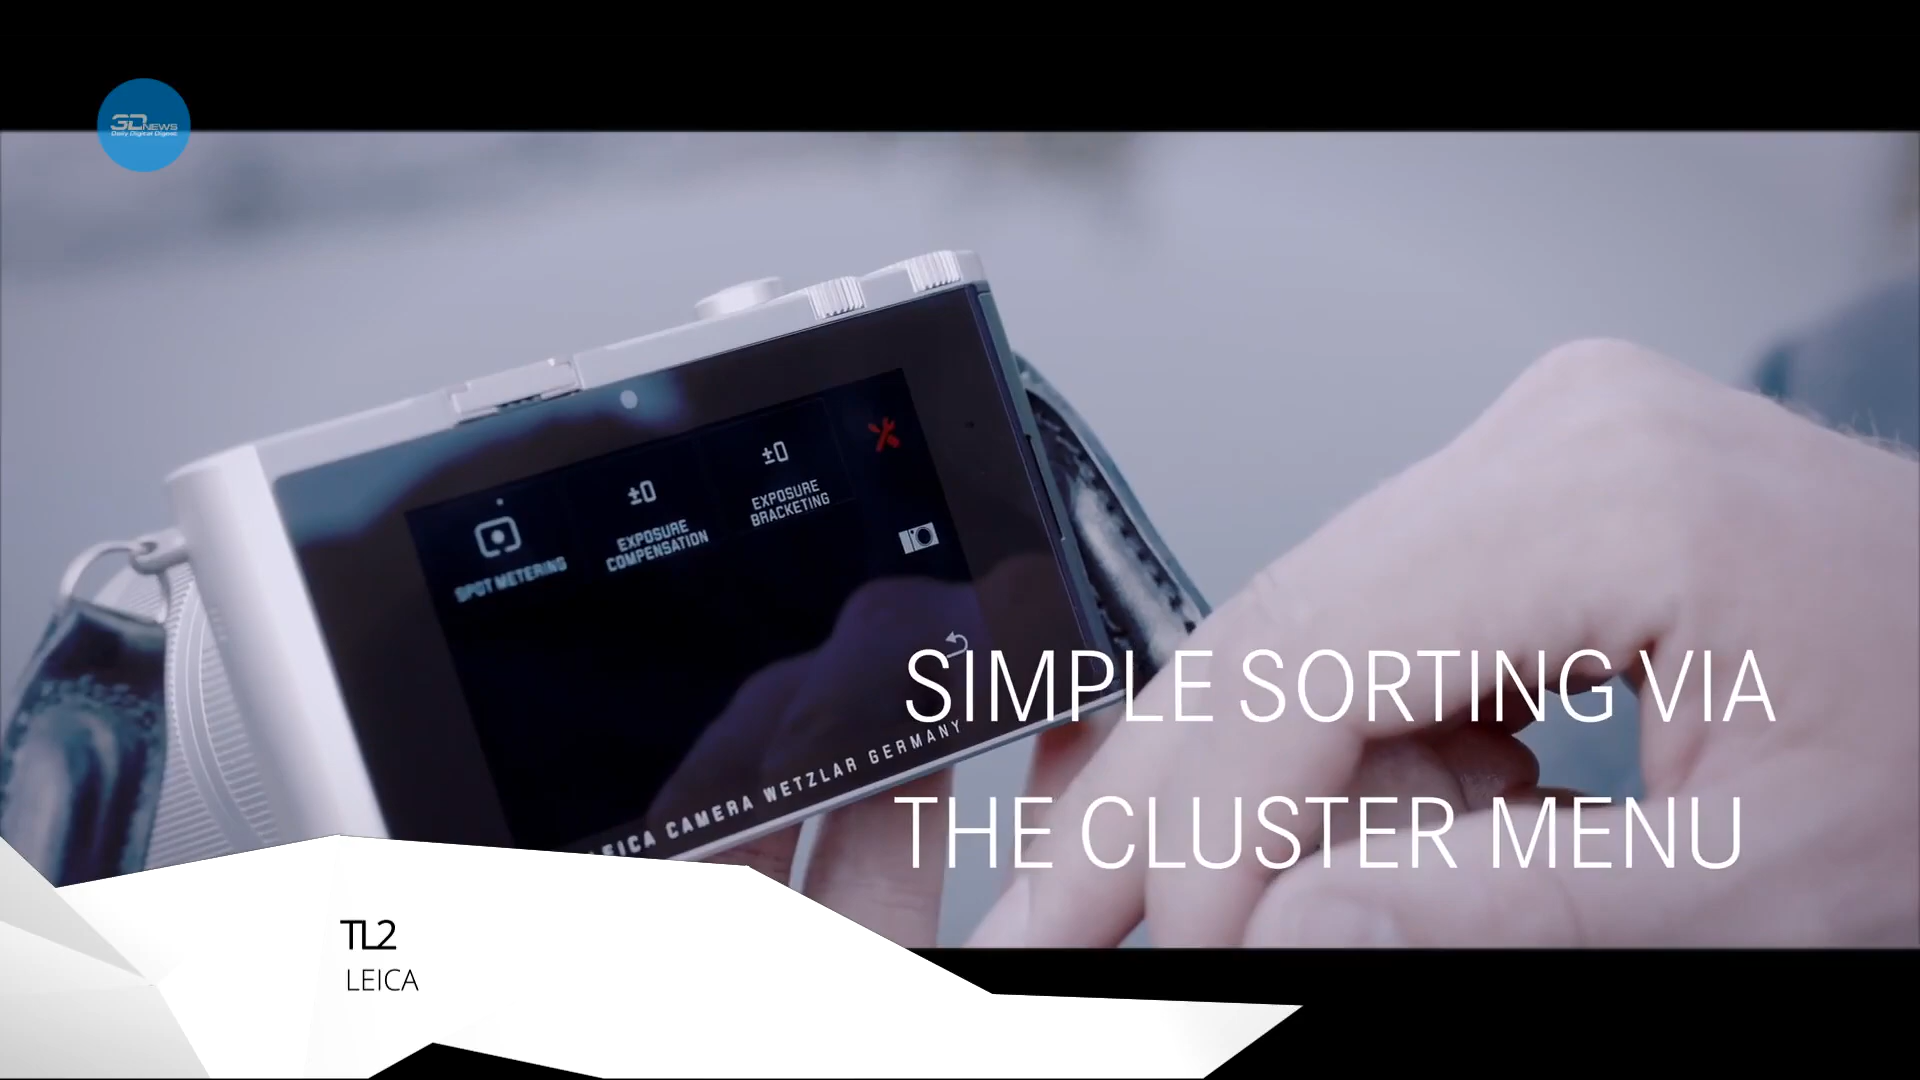 3DNEWS
Daily Digital Digest
±0
EXPOSURE
BRACKETING
±0
EXPOSURE
COMPENSATION
SPOT METERING
LEICA CAMERA WETZLAR GERMANY
SIMPLE SORTING VIA
THE CLUSTER MENU
TL2
LEICA